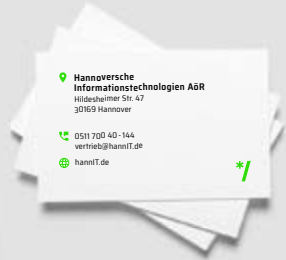 Hannoversche
Informationstechnologien AöR
Hildesheimer Str. 47
30169 Hannover
0511 700 40-144
vertrieb@hannIT.de
hannIT.de
*/